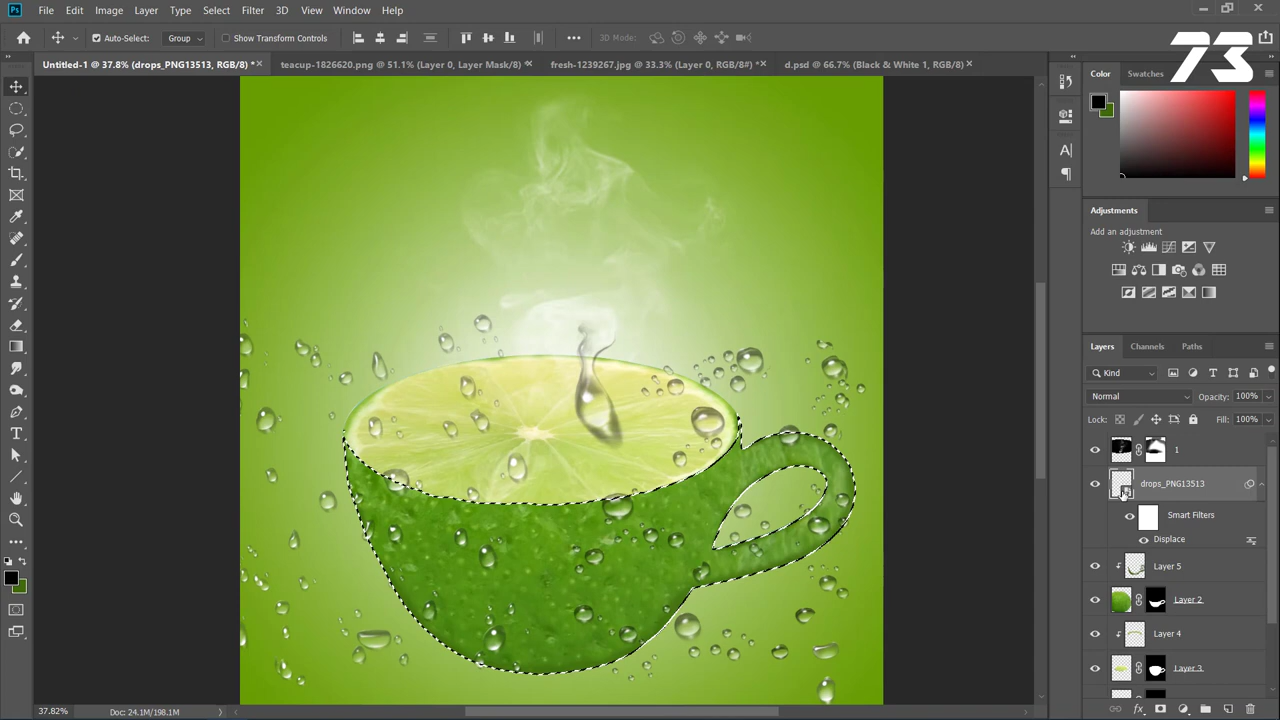 Ps File Edit Image Layer Type Select Filter 3D View Window Help
Auto-Select: Group Show Transform Controls 3D Mode:
73
Untitled-1 @ 37.8% (drops_PNG13513, RGB/8) * × teacup-1826620.png @ 51.1% (Layer 0, Layer Mask/8) fresh-1239267.jpg @ 33.3% (Layer 0, RGB/8#) * × d.psd @ 66.7% (Black & White 1, RGB/8) ×
Color Swatches
Adjustments
Add an adjustment
Layers Channels Paths
Kind
Normal Opacity: 100%
Lock: Fill: 100%
1
drops_PNG13513
Smart Filters
Displace
Layer 5
Layer 2
Layer 4
Layer 3
37.82% Doc: 24.1M/198.1M